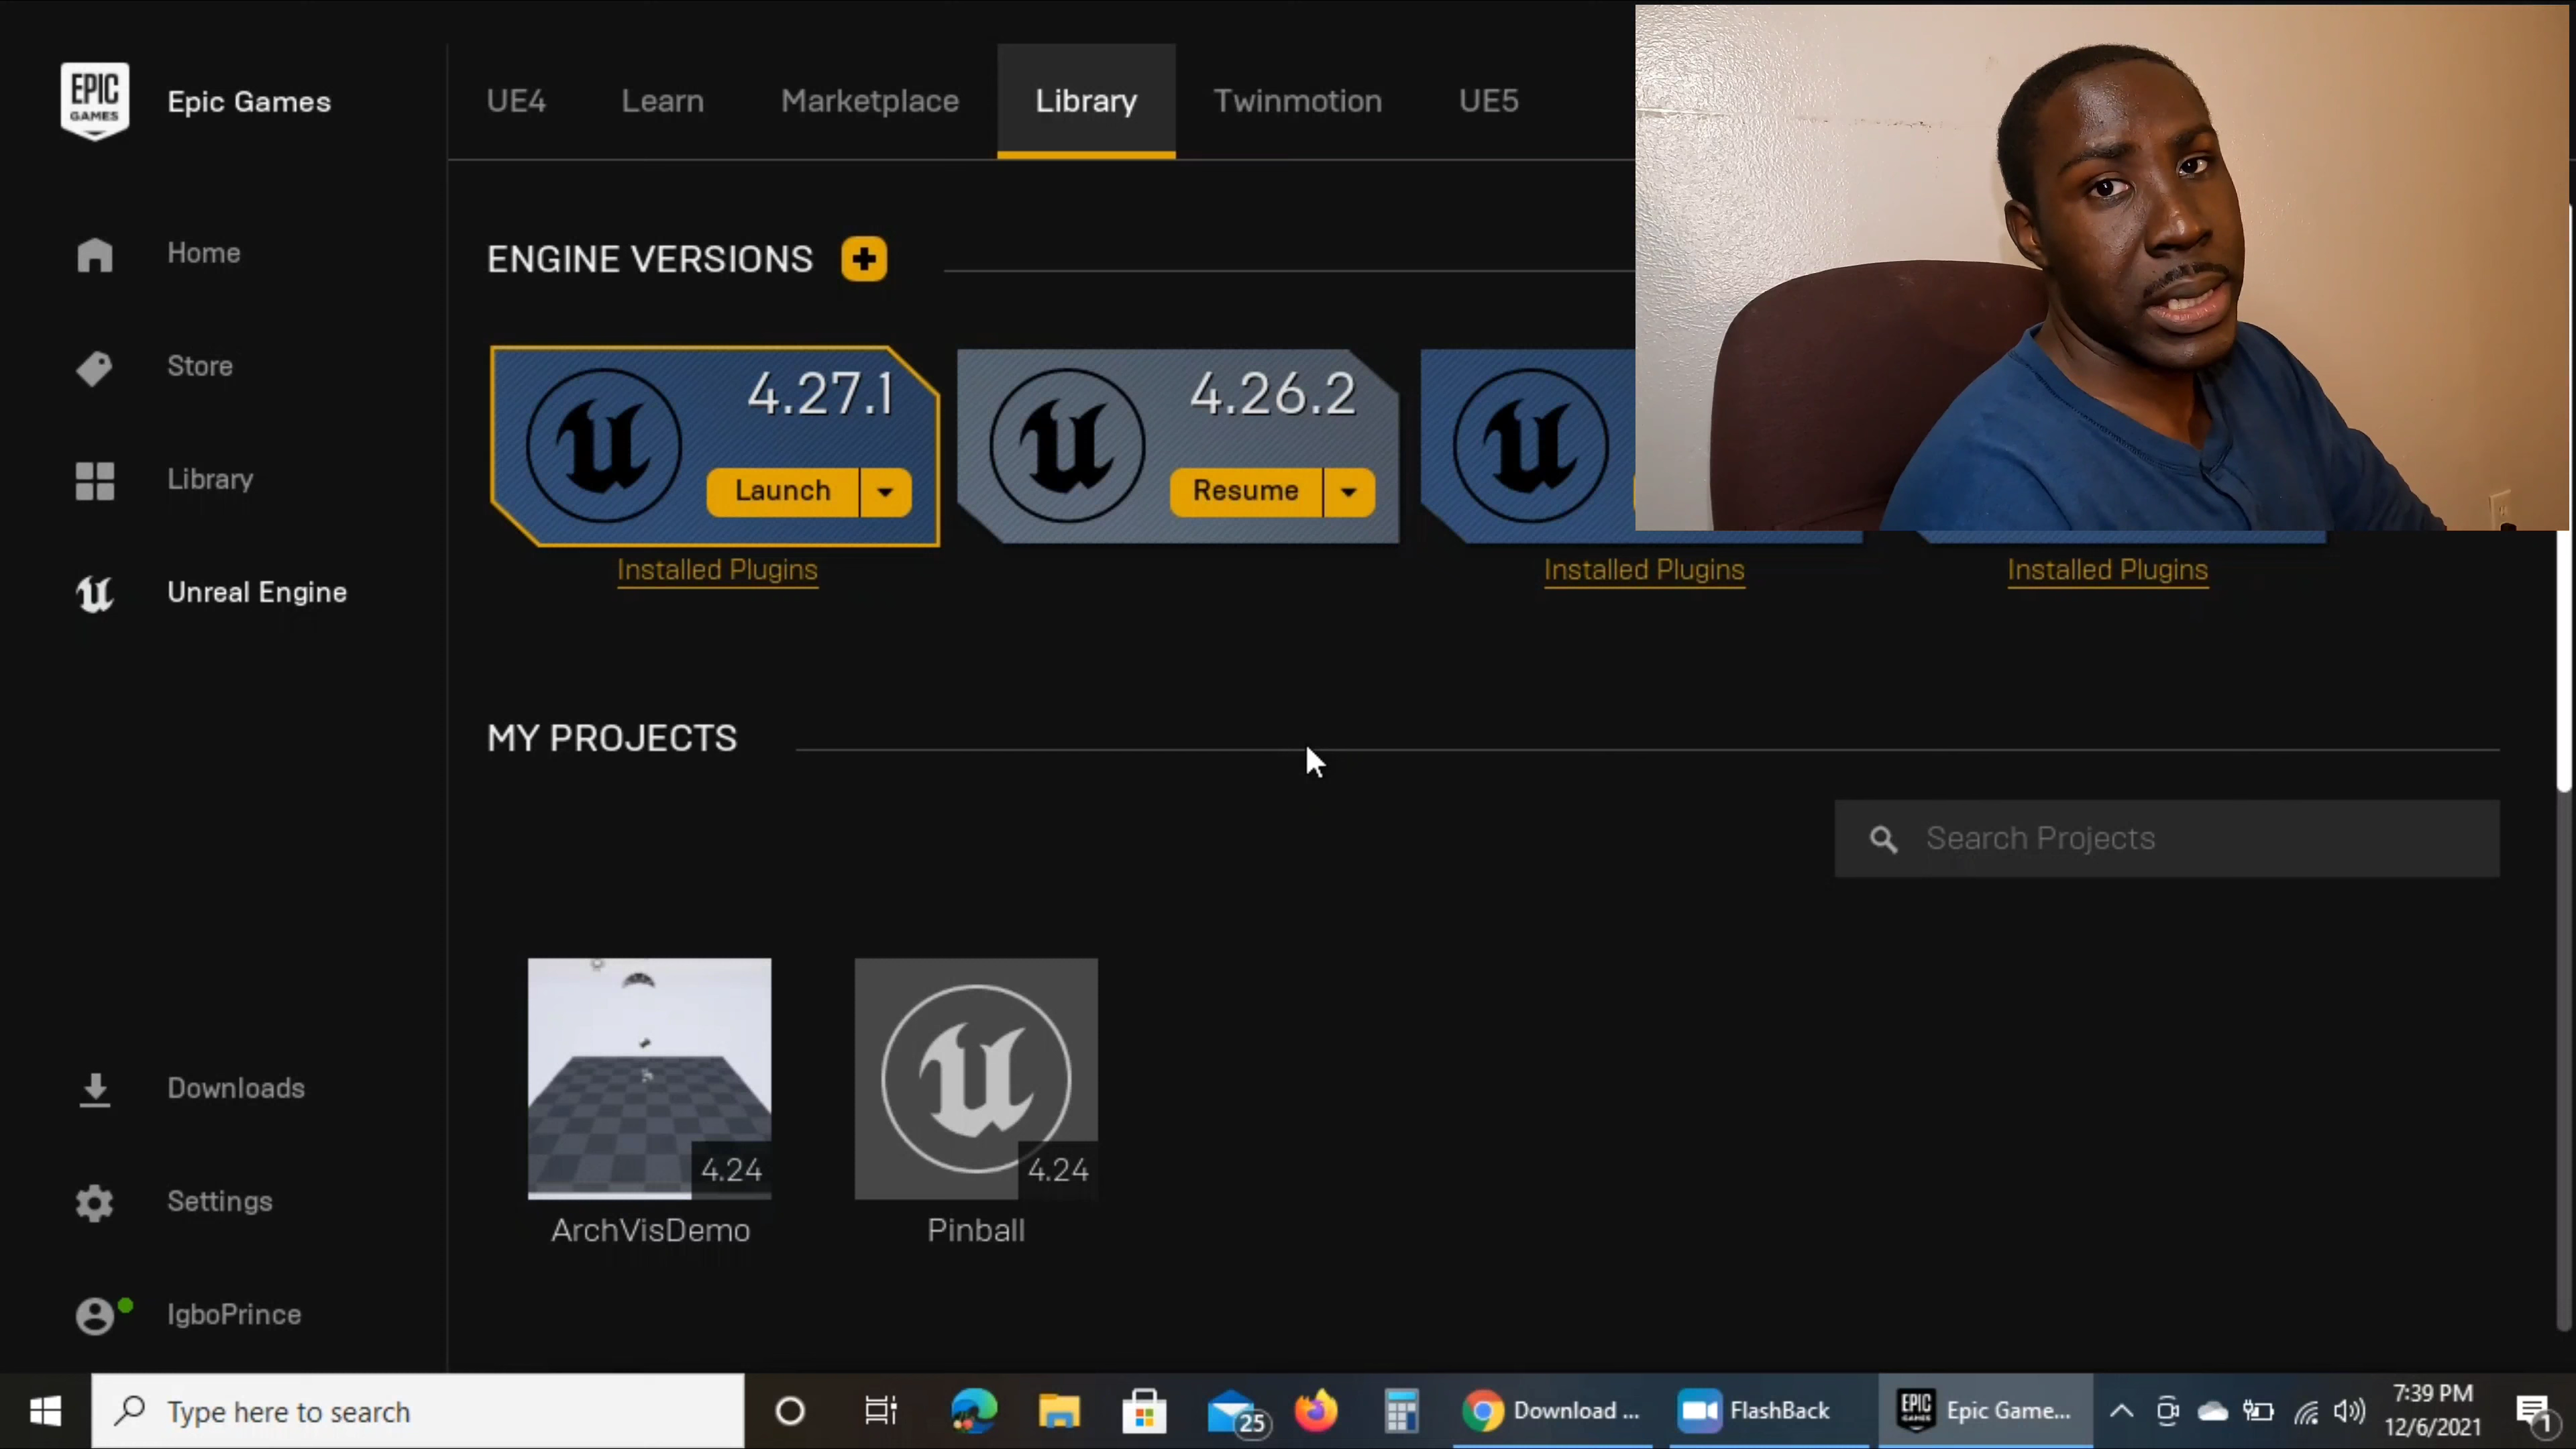 EPIC GAMES
Epic Games
UE4
Learn
Marketplace
Library
Twinmotion
UE5
Home
Store
Library
Unreal Engine
ENGINE VERSIONS
4.27.1
Launch
Installed Plugins
4.26.2
Resume
Installed Plugins
Installed Plugins
MY PROJECTS
Search Projects
4.24
ArchVisDemo
4.24
Pinball
Downloads
Settings
IgboPrince
Type here to search
25
Download ...
FlashBack
EPIC GAMES
Epic Game...
7:39 PM
12/6/2021
1